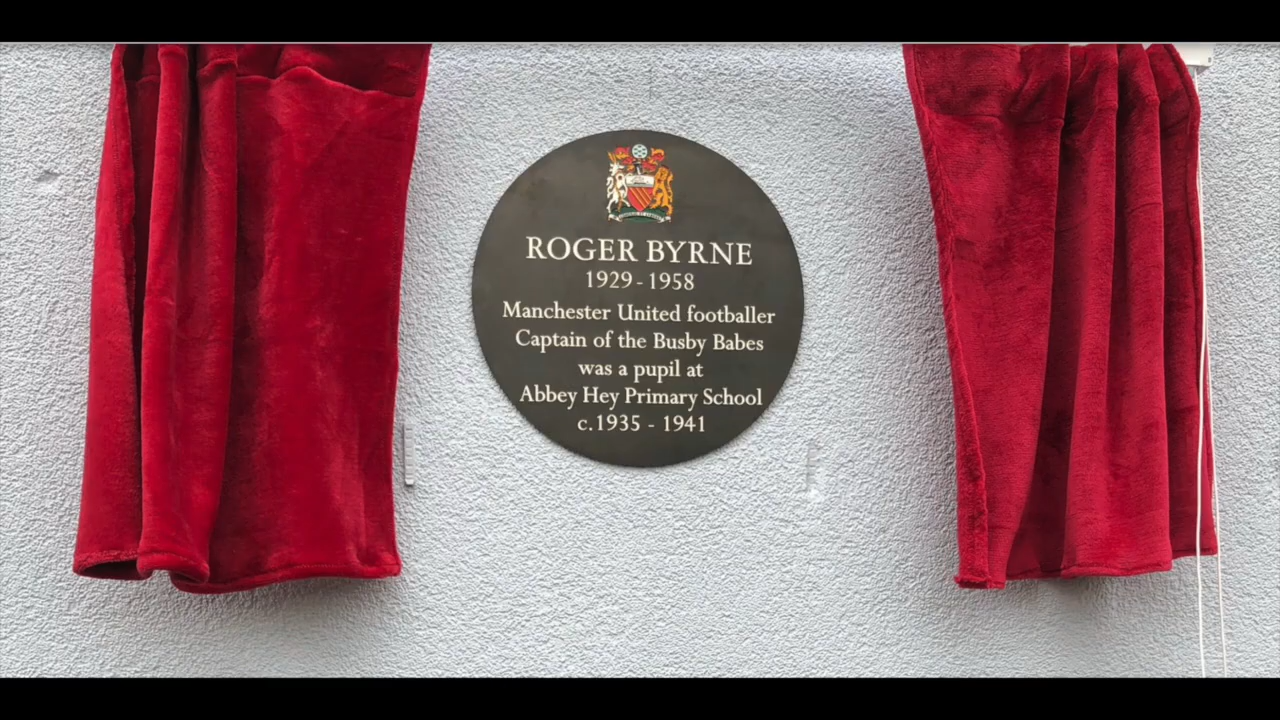 ROGER BYRNE
1929 - 1958
Manchester United footballer
Captain of the Busby Babes
was a pupil at
Abbey Hey Primary School
c.1935 - 1941